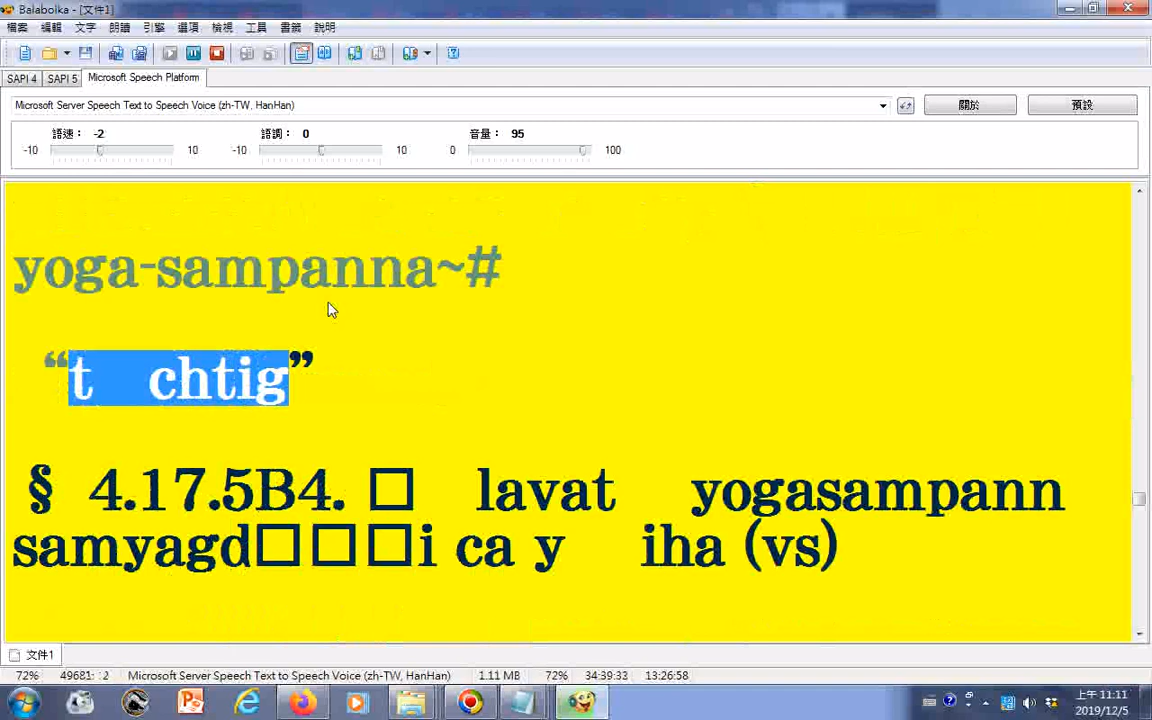 Balabolka - [文件1]
檔案 編輯 文字 朗讀 引擎 選項 檢視 工具 書籤 說明
SAPI 4 SAPI 5 Microsoft Speech Platform
Microsoft Server Speech Text to Speech Voice (zh-TW, HanHan) 關於 預設
語速： -2 語調： 0 音量： 95
-10 10 -10 10 0 100
yoga-sampanna~#
“t chtig”
§ 4.17.5B4. □ lavat yogasampann
samyagd□□□i ca y iha (vs)
文件1
72% 49681: :2 Microsoft Server Speech Text to Speech Voice (zh-TW, HanHan) 1.11 MB 72% 34:39:33 13:26:58
上午 11:11
2019/12/5